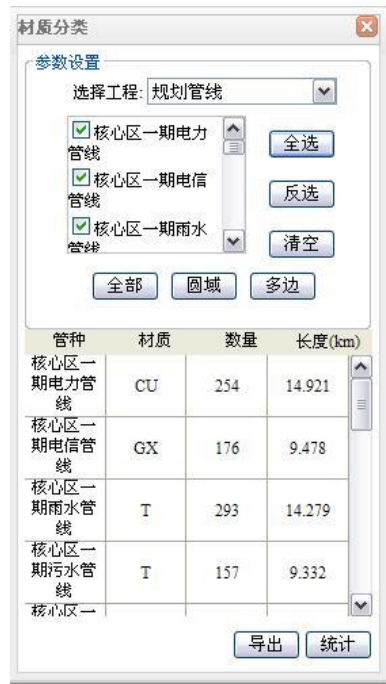 材质分类
参数设置
选择工程: 规划管线
核心区一期电力
管线
全选
核心区一期电信
管线
反选
核心区一期雨水
管线
清空
全部 圆域 多边
管种 材质 数量 长度(km)
核心区一
期电力管
线
CU 254 14.921
核心区一
期电信管
线
GX 176 9.478
核心区一
期雨水管
线
T 293 14.279
核心区一
期污水管
线
T 157 9.332
核心区一
导出 统计